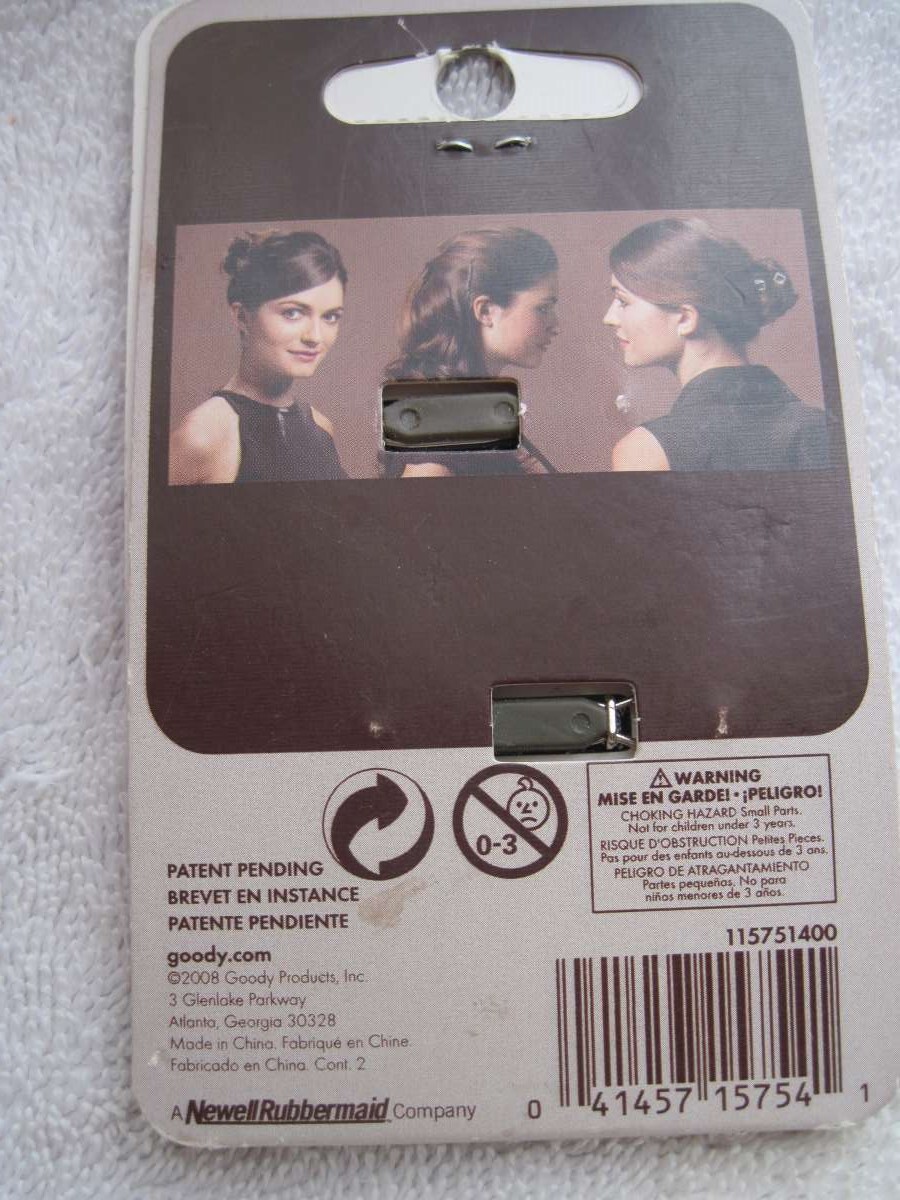 0-3
WARNING
MISE EN GARDE! • ¡PELIGRO!
CHOKING HAZARD Small Parts.
Not for children under 3 years.
RISQUE D'OBSTRUCTION Petites Pieces.
Pas pour des enfants au-dessous de 3 ans.
PELIGRO DE ATRAGANTAMIENTO
Partes pequeñas. No para
niños menores de 3 años.
PATENT PENDING
BREVET EN INSTANCE
PATENTE PENDIENTE
goody.com
©2008 Goody Products, Inc.
3 Glenlake Parkway
Atlanta, Georgia 30328
Made in China. Fabriqué en Chine.
Fabricado en China. Cont. 2
A Newell Rubbermaid Company
115751400
0 41457 15754 1